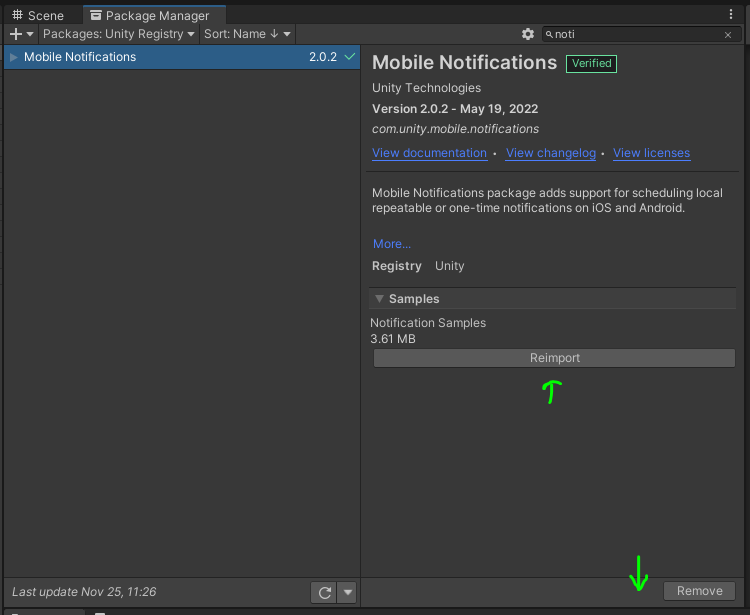 Scene
Package Manager
Packages: Unity Registry
Sort: Name ↓
noti
Mobile Notifications
2.0.2
Mobile Notifications
Verified
Unity Technologies
Version 2.0.2 - May 19, 2022
com.unity.mobile.notifications
View documentation • View changelog • View licenses
Mobile Notifications package adds support for scheduling local
repeatable or one-time notifications on iOS and Android.
More...
Registry Unity
Samples
Notification Samples
3.61 MB
Reimport
Last update Nov 25, 11:26
Remove